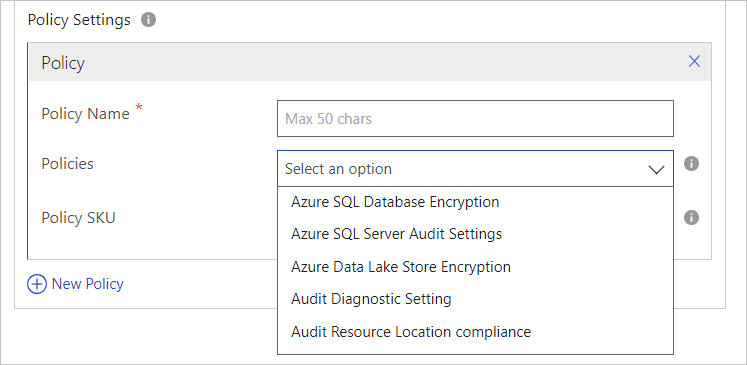 Policy Settings
Policy
Policy Name *
Max 50 chars
Policies
Select an option
Azure SQL Database Encryption
Azure SQL Server Audit Settings
Azure Data Lake Store Encryption
Audit Diagnostic Setting
Audit Resource Location compliance
Policy SKU
New Policy